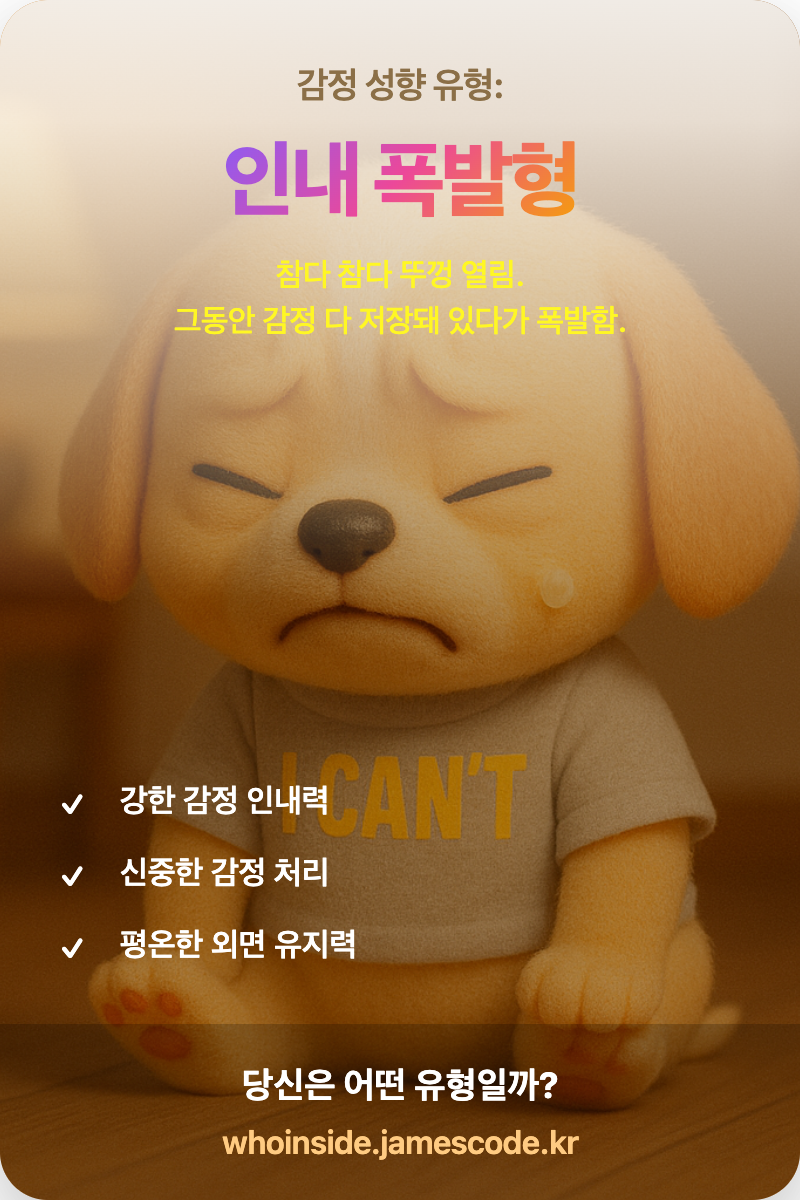 감정 성향 유형:
인내 폭발형
참다 참다 뚜껑 열림.
그동안 감정 다 저장돼 있다가 폭발함.
I CAN'T
✓ 강한 감정 인내력
✓ 신중한 감정 처리
✓ 평온한 외면 유지력
당신은 어떤 유형일까?
whoinside.jamescode.kr